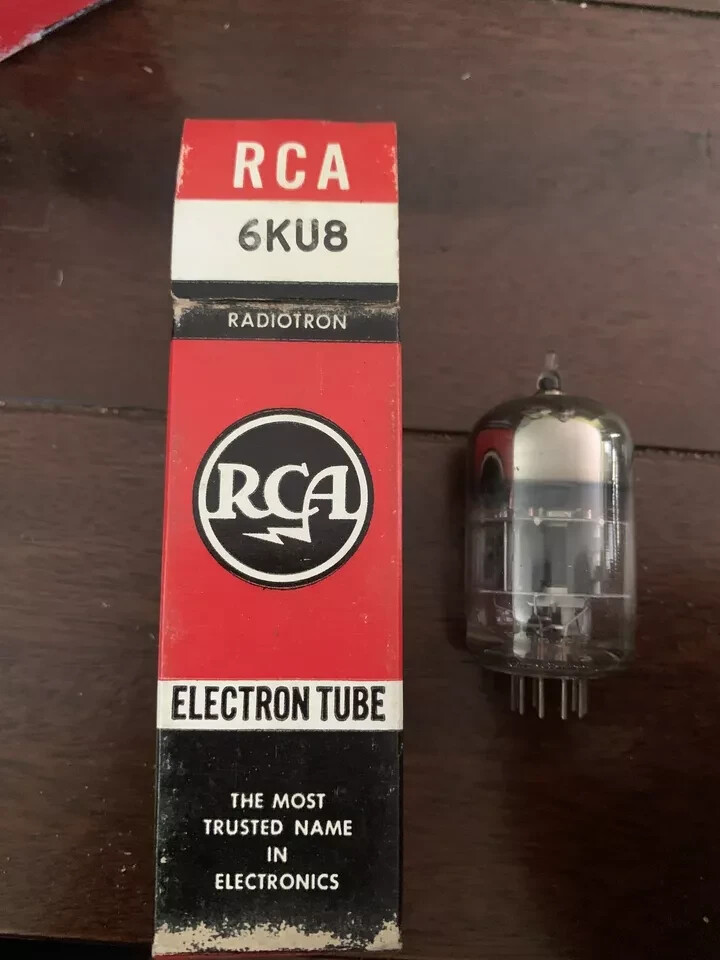 RCA
6KU8
RADIOTRON
RCA
ELECTRON TUBE
THE MOST
TRUSTED NAME
IN
ELECTRONICS